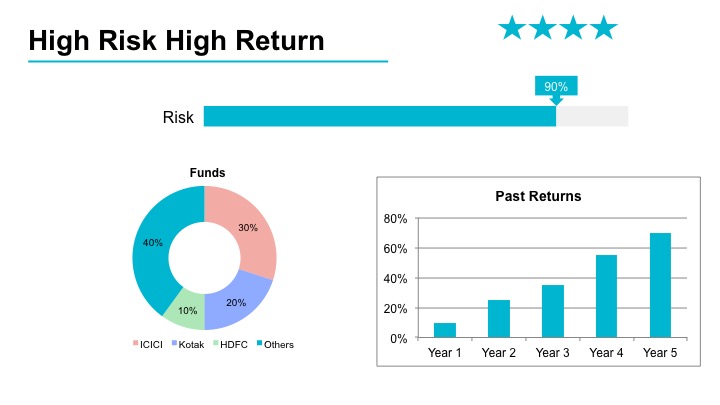 High Risk High Return
90%
Risk
Funds
30%
40%
20%
10%
ICICI Kotak HDFC Others
Past Returns
80%
60%
40%
20%
0%
Year 1 Year 2 Year 3 Year 4 Year 5